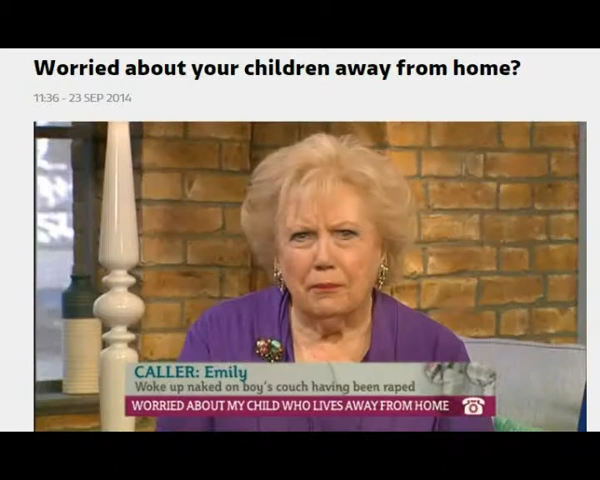 Worried about your children away from home?
11:36 - 23 SEP 2014
CALLER: Emily
Woke up naked on boy's couch having been raped
WORRIED ABOUT MY CHILD WHO LIVES AWAY FROM HOME